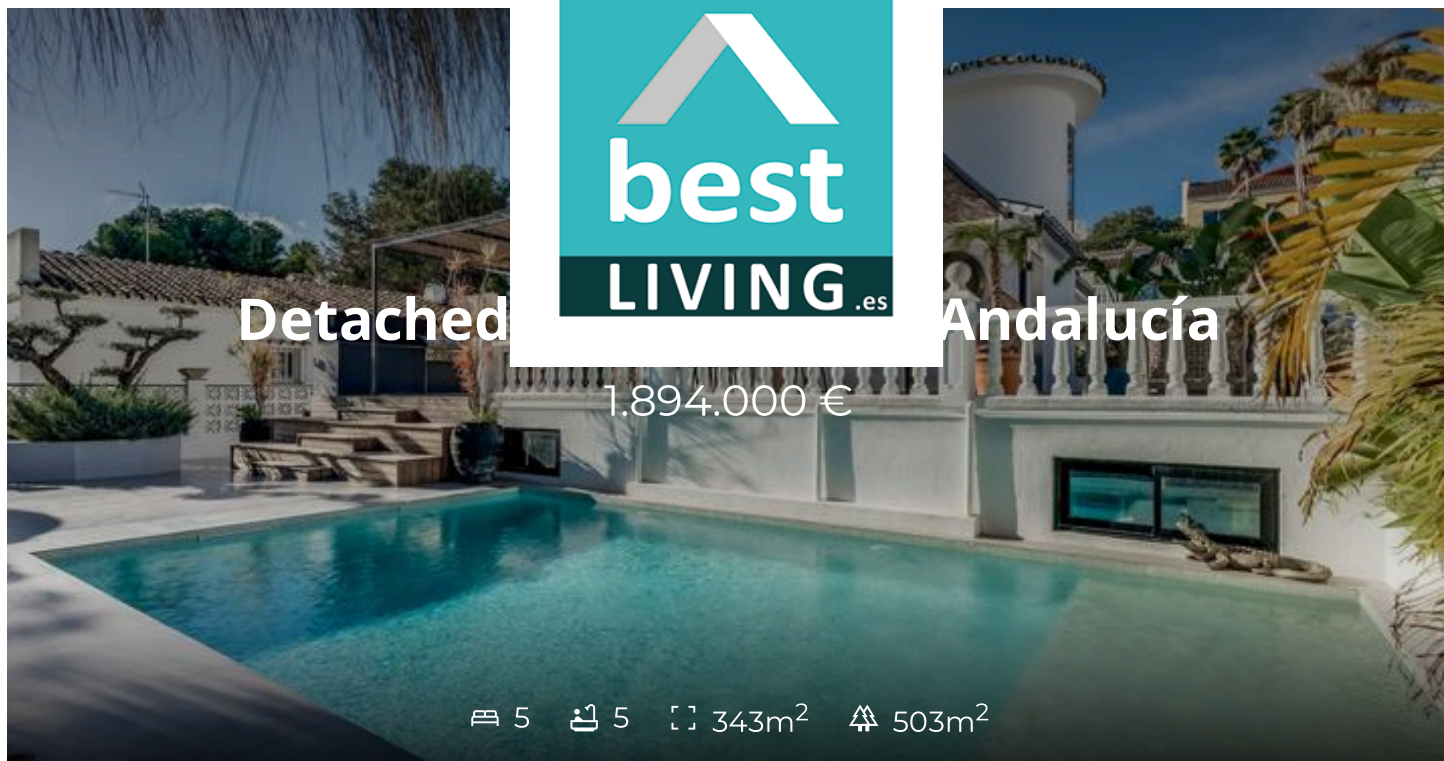 best
LIVING.es
Detached Andalucía
1.894.000 €
5 5 343m² 503m²